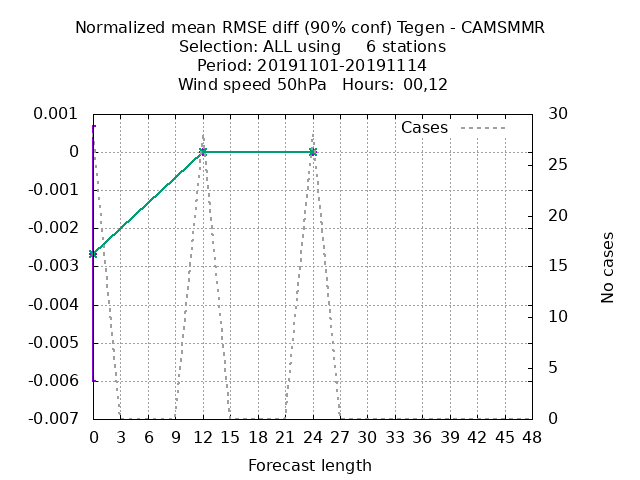 Normalized mean RMSE diff (90% conf) Tegen - CAMSMMR
Selection: ALL using     6 stations
Period: 20191101-20191114
Wind speed 50hPa   Hours:  00,12
Cases
0.001
0
-0.001
-0.002
-0.003
-0.004
-0.005
-0.006
-0.007
30
25
20
15
10
5
0
No cases
0 3 6 9 12 15 18 21 24 27 30 33 36 39 42 45 48
Forecast length